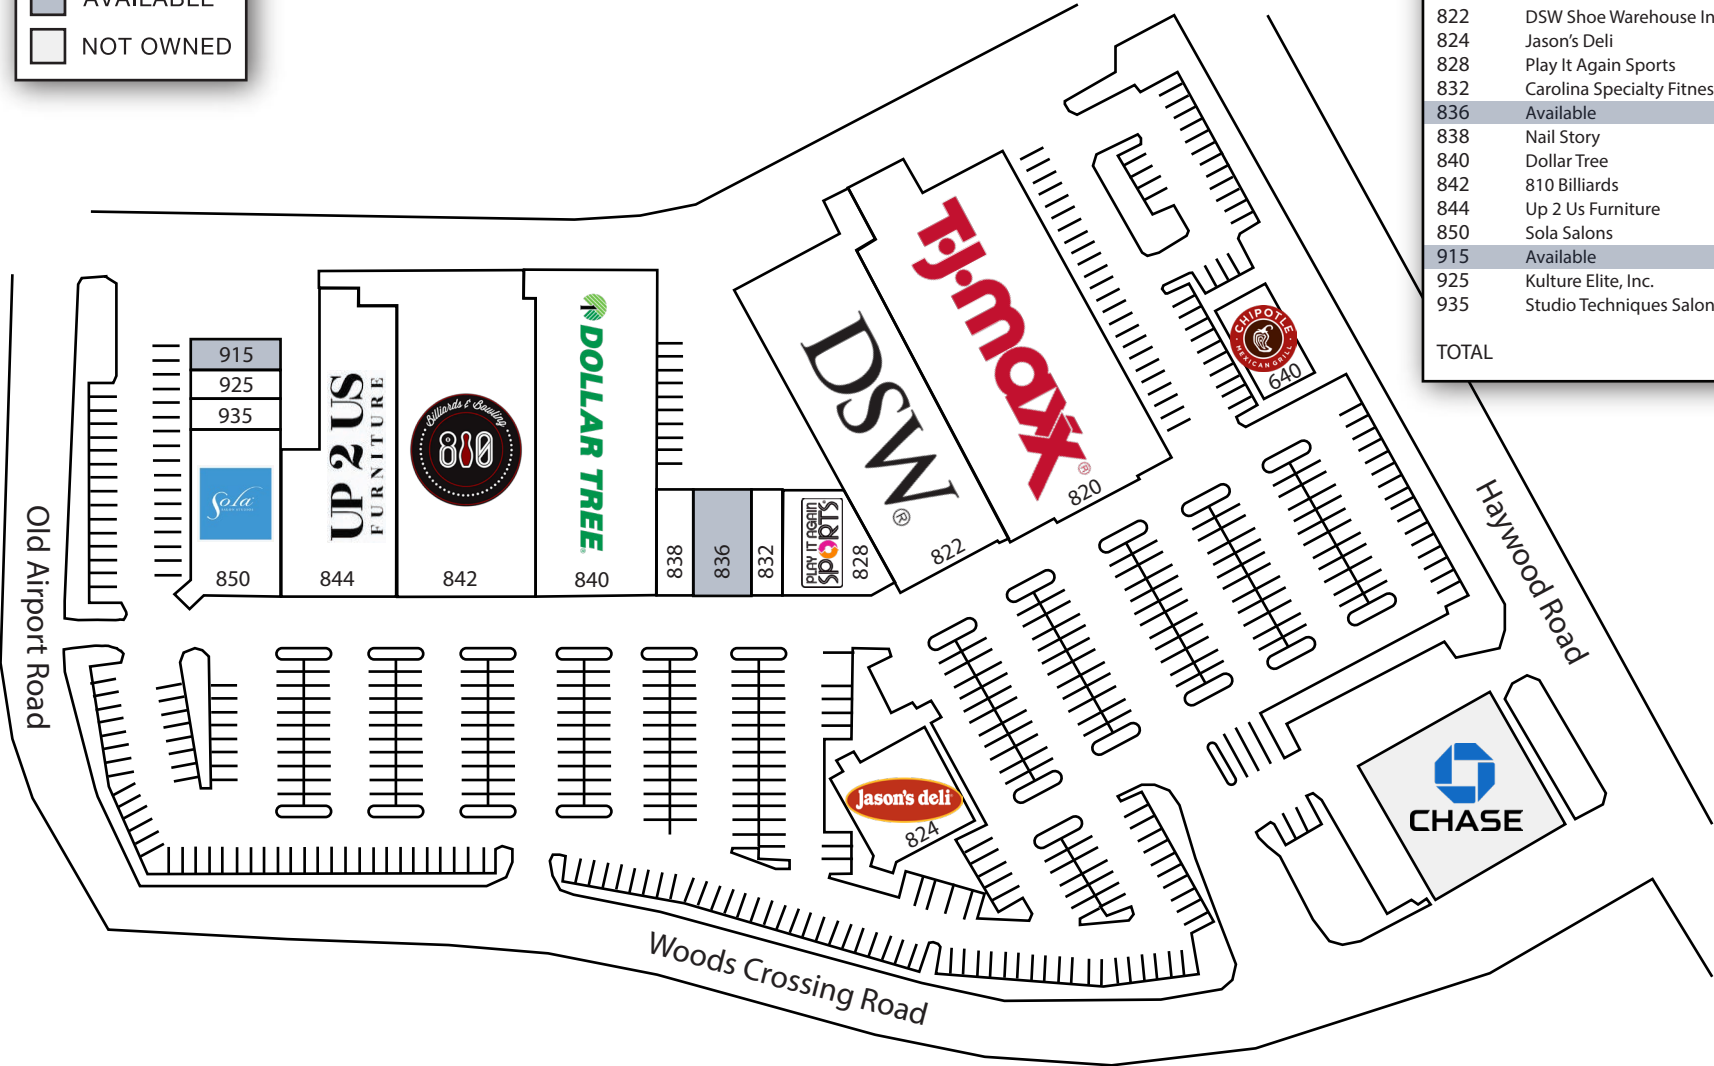 AVAILABLE
NOT OWNED
822 DSW Shoe Warehouse In
824 Jason's Deli
828 Play It Again Sports
832 Carolina Specialty Fitnes
836 Available
838 Nail Story
840 Dollar Tree
842 810 Billiards
844 Up 2 Us Furniture
850 Sola Salons
915 Available
925 Kulture Elite, Inc.
935 Studio Techniques Salon
TOTAL
T•J•maxx®
820
DSW®
822
CHIPOTLE
MEXICAN GRILL
640
915
925
935
Sola
850
UP 2 US
FURNITURE
844
Billiards & Bowling
810
842
DOLLAR TREE
840
838
836
832
PLAY IT AGAIN
SPORTS
828
Jason's deli
824
CHASE
Old Airport Road
Woods Crossing Road
Haywood Road